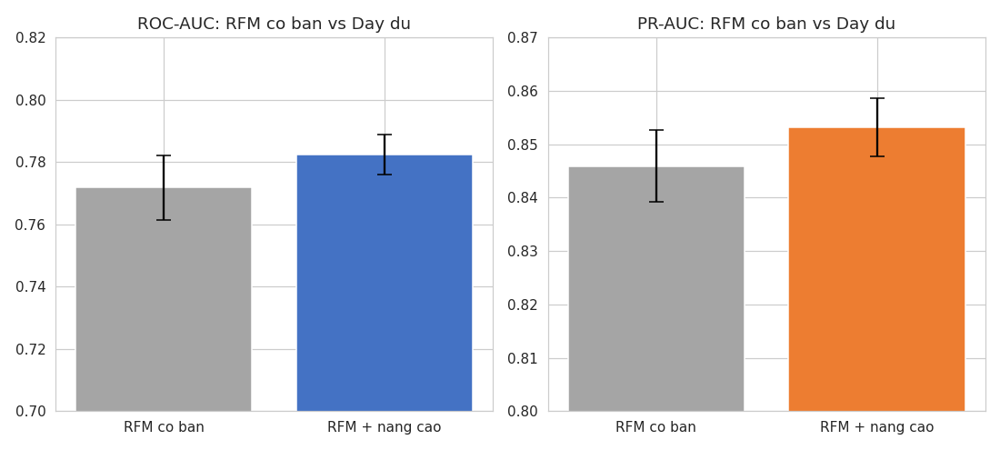 ROC-AUC: RFM co ban vs Day du
0.82
0.80
0.78
0.76
0.74
0.72
0.70
RFM co ban
RFM + nang cao
PR-AUC: RFM co ban vs Day du
0.87
0.86
0.85
0.84
0.83
0.82
0.81
0.80
RFM co ban
RFM + nang cao